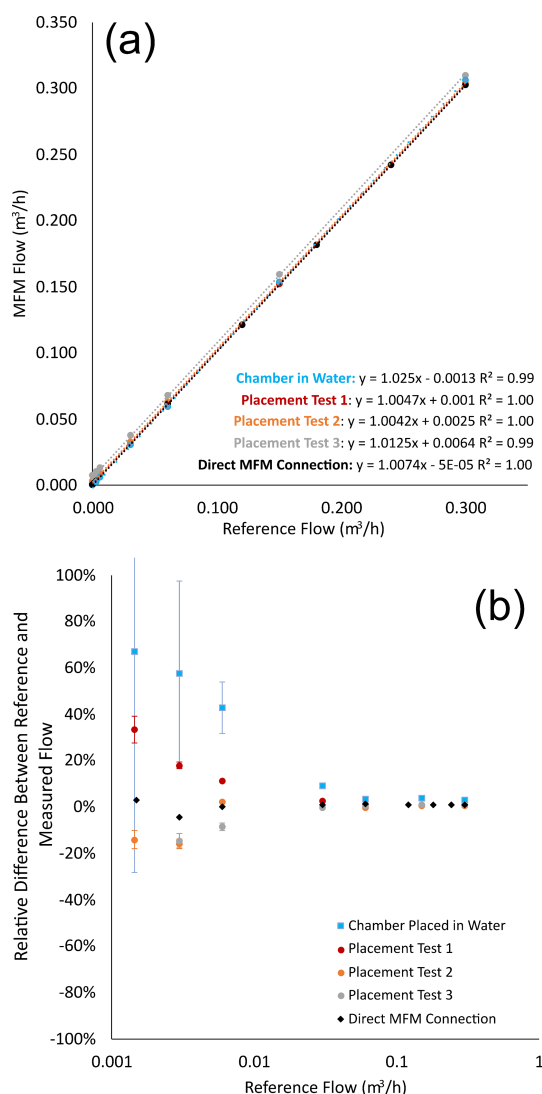 (a)
0.350
0.300
0.250
0.200
0.150
0.100
0.050
0.000
MFM Flow (m³/h)
Chamber in Water: y = 1.025x - 0.0013 R² = 0.99
Placement Test 1: y = 1.0047x + 0.001 R² = 1.00
Placement Test 2: y = 1.0042x + 0.0025 R² = 1.00
Placement Test 3: y = 1.0125x + 0.0064 R² = 0.99
Direct MFM Connection: y = 1.0074x - 5E-05 R² = 1.00
0.000 0.100 0.200 0.300
Reference Flow (m³/h)
(b)
100%
80%
60%
40%
20%
0%
-20%
-40%
-60%
-80%
-100%
Relative Difference Between Reference and
Measured Flow
Chamber Placed in Water
Placement Test 1
Placement Test 2
Placement Test 3
Direct MFM Connection
0.001 0.01 0.1 1
Reference Flow (m³/h)